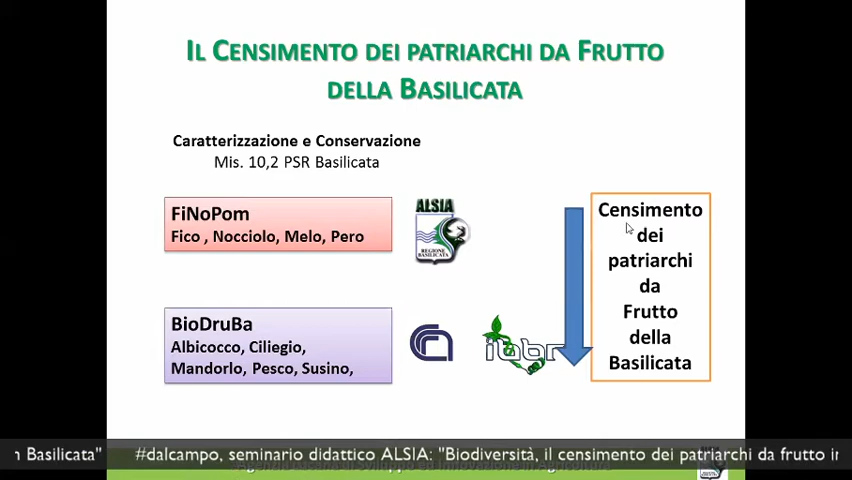 IL CENSIMENTO DEI PATRIARCHI DA FRUTTO
DELLA BASILICATA
Caratterizzazione e Conservazione
Mis. 10,2 PSR Basilicata
FiNoPom
Fico , Nocciolo, Melo, Pero
ALSIA
REGIONE
BASILICATA
Censimento
dei
patriarchi
da
Frutto
della
Basilicata
BioDruBa
Albicocco, Ciliegio,
Mandorlo, Pesco, Susino,
ibbr
n Basilicata" #dalcampo, seminario didattico ALSIA: "Biodiversità, il censimento dei patriarchi da frutto in